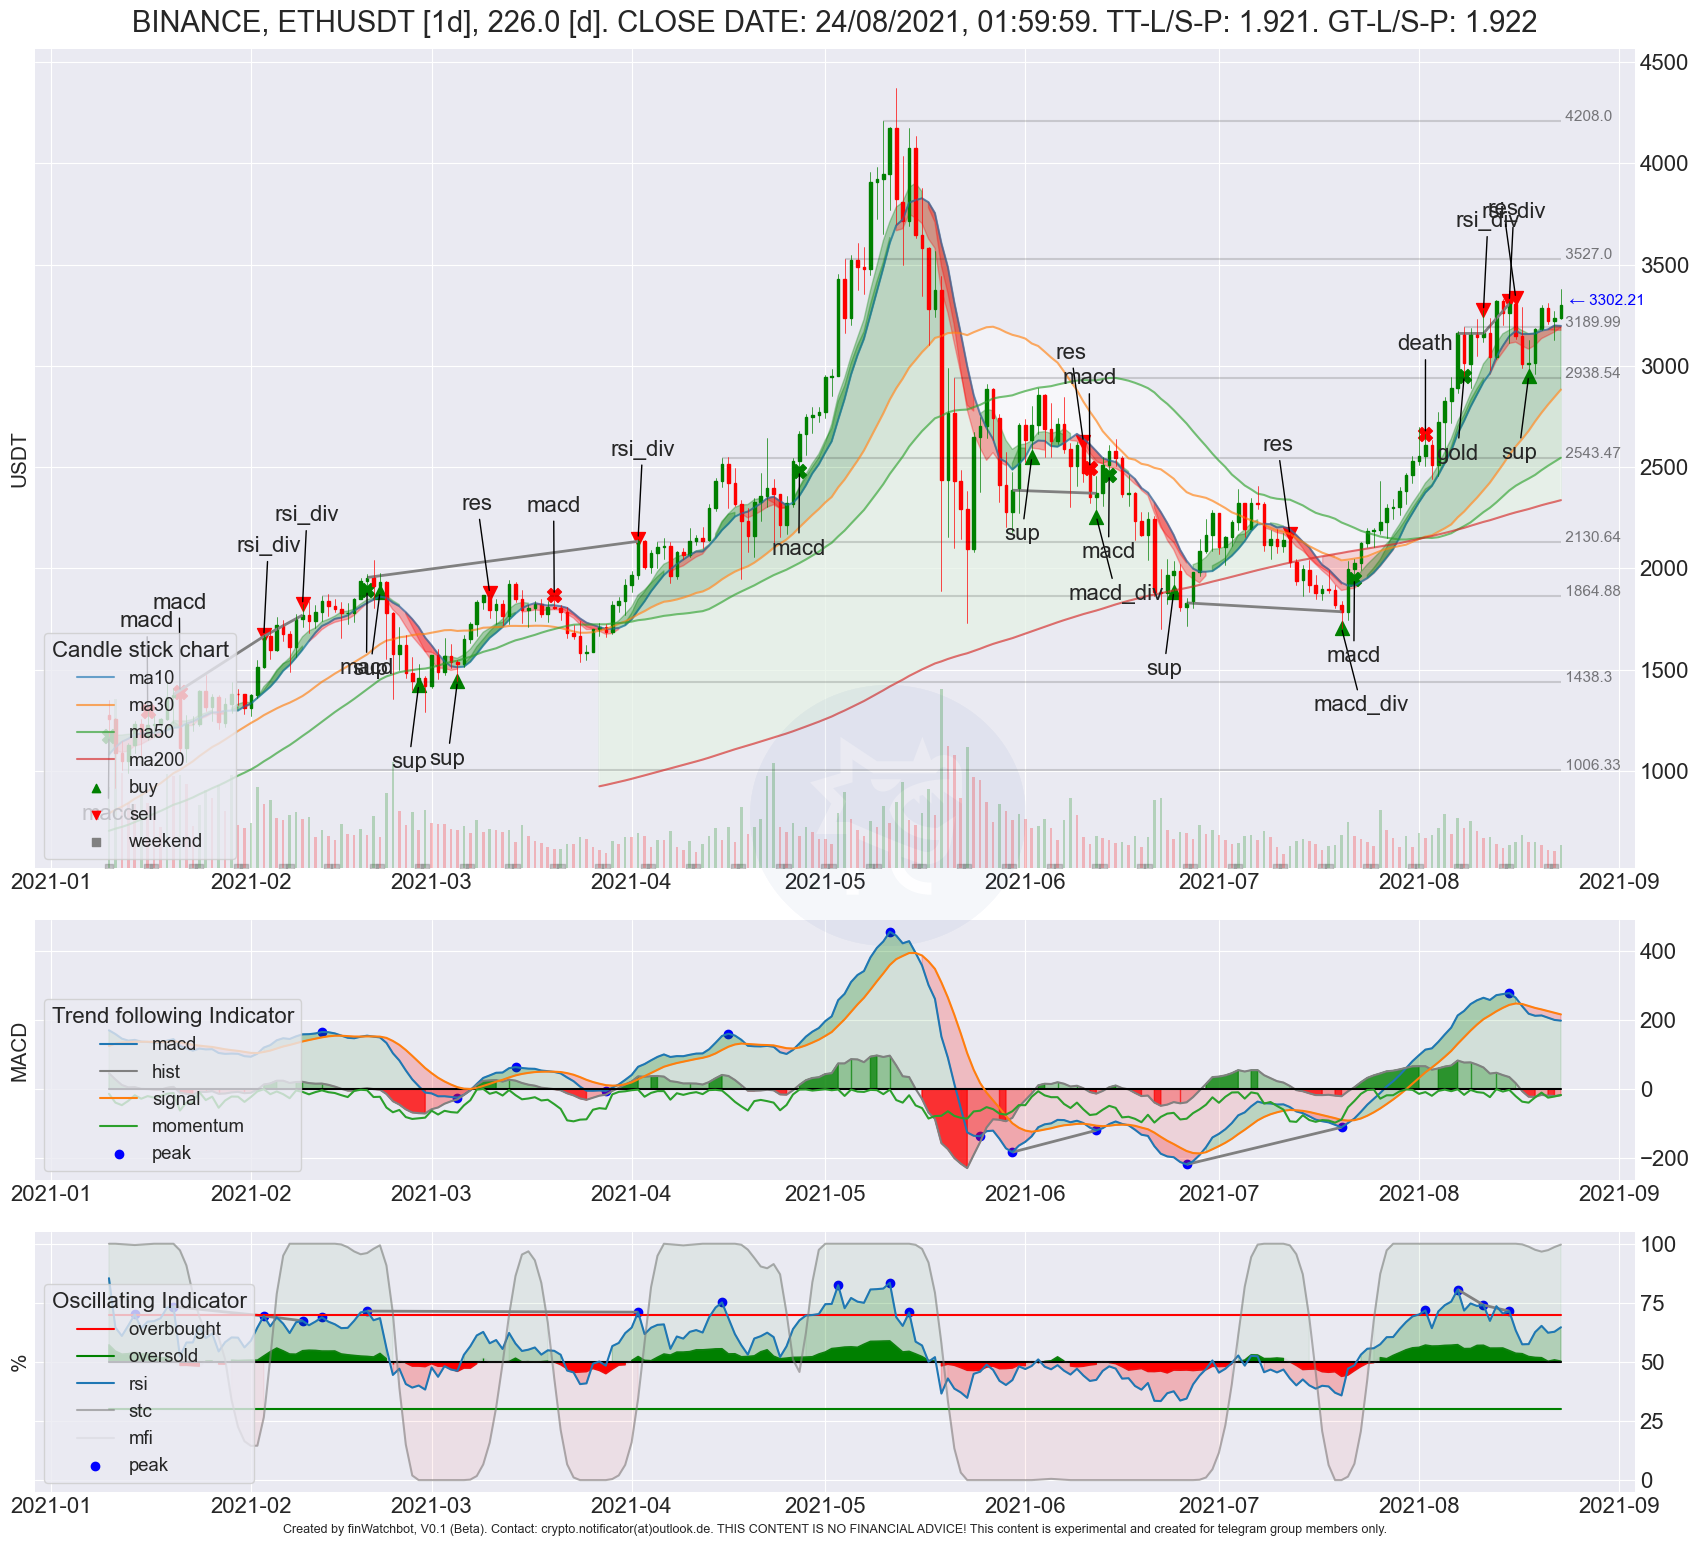 BINANCE, ETHUSDT [1d], 226.0 [d]. CLOSE DATE: 24/08/2021, 01:59:59. TT-L/S-P: 1.921. GT-L/S-P: 1.922
4500
4208.0
4000
3527.0
3500
← 3302.21
3189.99
3000
2938.54
2543.47
2500
2130.64
2000
1864.88
1500
1438.3
1006.33
1000
USDT
macd
macd
macd
rsi_div
rsi_div
macd
sup
sup
sup
res
macd
rsi_div
macd
sup
res
macd
macd
macd_div
sup
res
macd
macd_div
death
gold
rsi_div
rsi_div
res
sup
Candle stick chart
ma10
ma30
ma50
ma200
buy
sell
weekend
2021-01 2021-02 2021-03 2021-04 2021-05 2021-06 2021-07 2021-08 2021-09
MACD
400
200
0
−200
Trend following Indicator
macd
hist
signal
momentum
peak
2021-01 2021-02 2021-03 2021-04 2021-05 2021-06 2021-07 2021-08 2021-09
%
100
75
50
25
0
Oscillating Indicator
overbought
oversold
rsi
stc
mfi
peak
2021-01 2021-02 2021-03 2021-04 2021-05 2021-06 2021-07 2021-08 2021-09
Created by finWatchbot, V0.1 (Beta). Contact: crypto.notificator(at)outlook.de. THIS CONTENT IS NO FINANCIAL ADVICE! This content is experimental and created for telegram group members only.